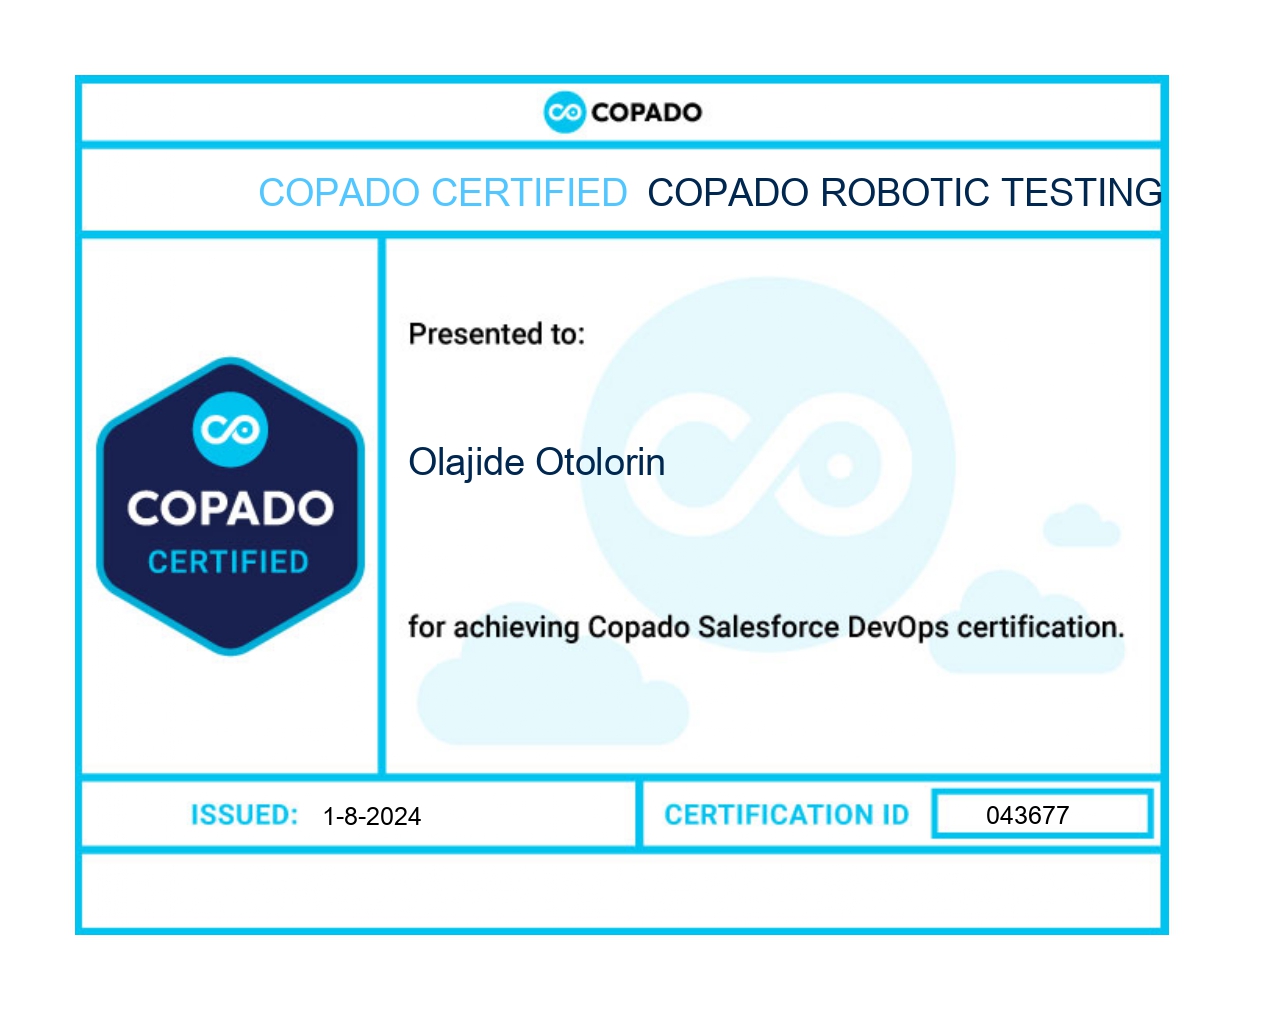 COPADO
COPADO CERTIFIED COPADO ROBOTIC TESTING
Presented to:
Olajide Otolorin
COPADO
CERTIFIED
for achieving Copado Salesforce DevOps certification.
ISSUED: 1-8-2024
CERTIFICATION ID 043677